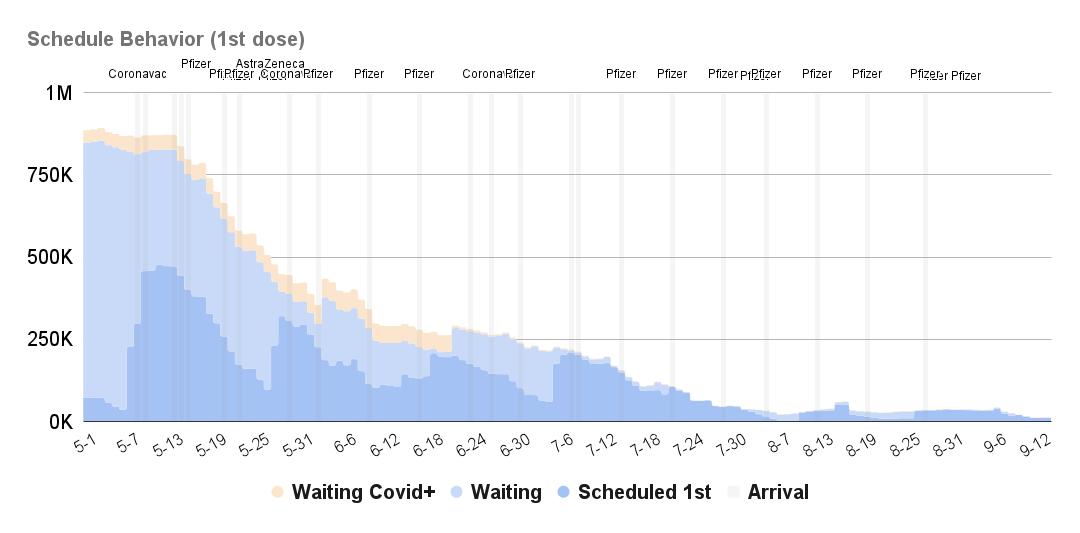 Schedule Behavior (1st dose)
Pfizer AstraZeneca
Coronavac Pfizer Pfizer Pfizer Pfizer Pfizer Pfizer Pfizer Pfizer Pfizer Pfizer Pfizer Pfizer Pfizer Pfizer Pfizer
1M
750K
500K
250K
0K
5-1 5-7 5-13 5-19 5-25 5-31 6-6 6-12 6-18 6-24 6-30 7-6 7-12 7-18 7-24 7-30 8-7 8-13 8-19 8-25 8-31 9-6 9-12
Waiting Covid+ Waiting Scheduled 1st Arrival